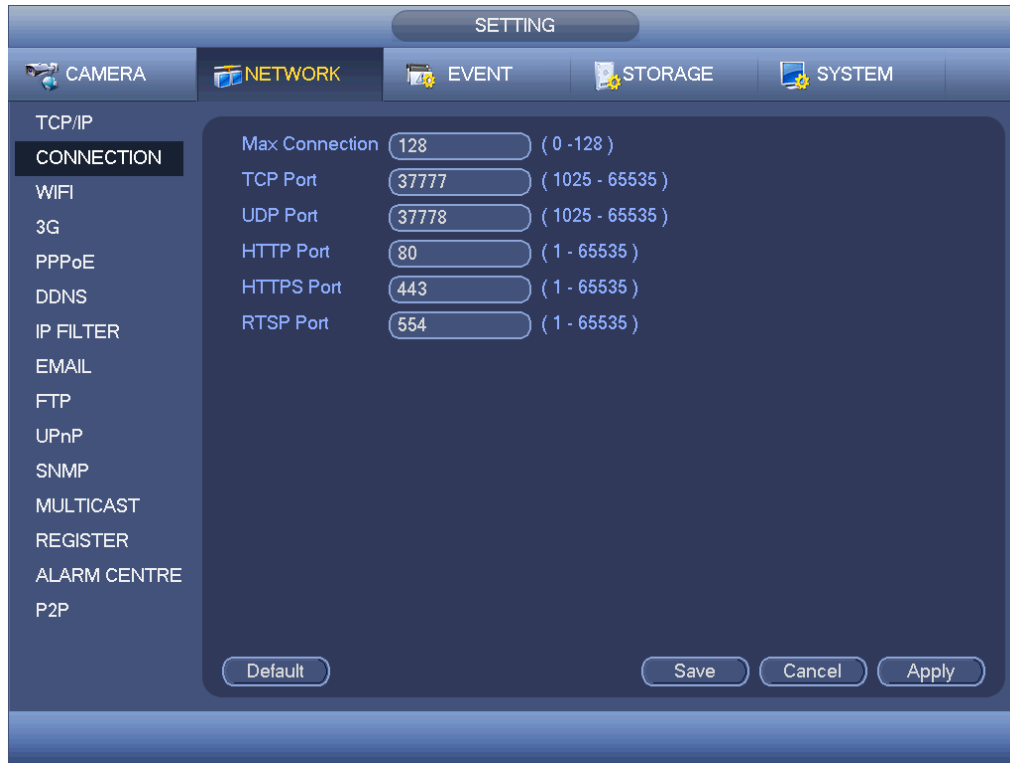 SETTING
CAMERA NETWORK EVENT STORAGE SYSTEM
TCP/IP
CONNECTION
WIFI
3G
PPPoE
DDNS
IP FILTER
EMAIL
FTP
UPnP
SNMP
MULTICAST
REGISTER
ALARM CENTRE
P2P
Max Connection 128 ( 0 -128 )
TCP Port 37777 ( 1025 - 65535 )
UDP Port 37778 ( 1025 - 65535 )
HTTP Port 80 ( 1 - 65535 )
HTTPS Port 443 ( 1 - 65535 )
RTSP Port 554 ( 1 - 65535 )
Default Save Cancel Apply